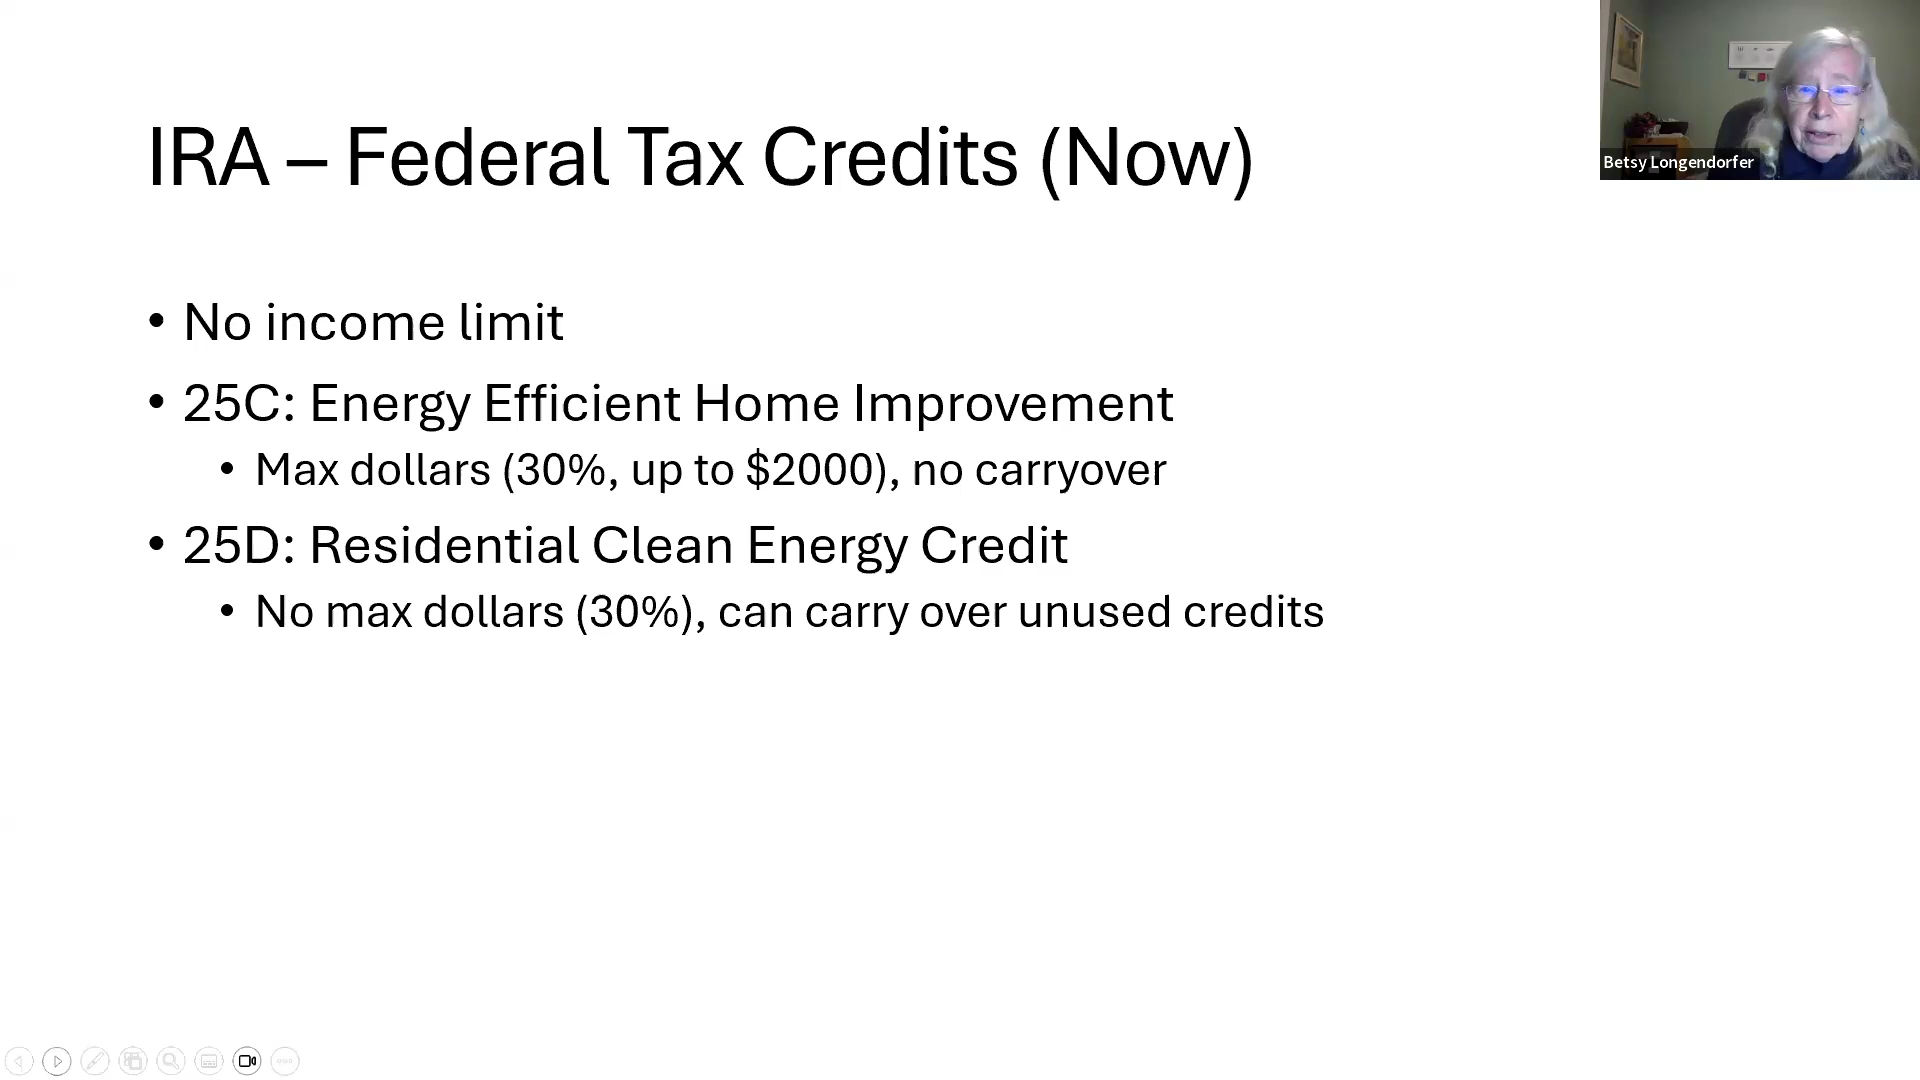 IRA – Federal Tax Credits (Now)
Betsy Longendorfer
• No income limit
• 25C: Energy Efficient Home Improvement
• Max dollars (30%, up to $2000), no carryover
• 25D: Residential Clean Energy Credit
• No max dollars (30%), can carry over unused credits